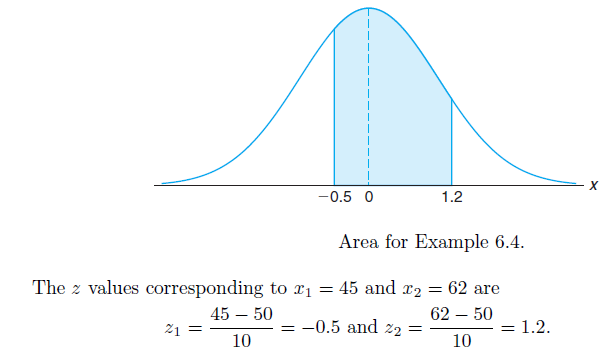 x
−0.5 0 1.2
Area for Example 6.4.
The z values corresponding to x₁ = 45 and x₂ = 62 are
z₁ = (45 − 50)/10 = −0.5 and z₂ = (62 − 50)/10 = 1.2.